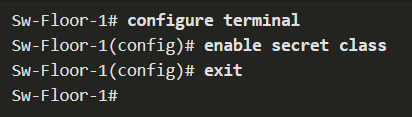 Sw-Floor-1# configure terminal
Sw-Floor-1(config)# enable secret class
Sw-Floor-1(config)# exit
Sw-Floor-1#